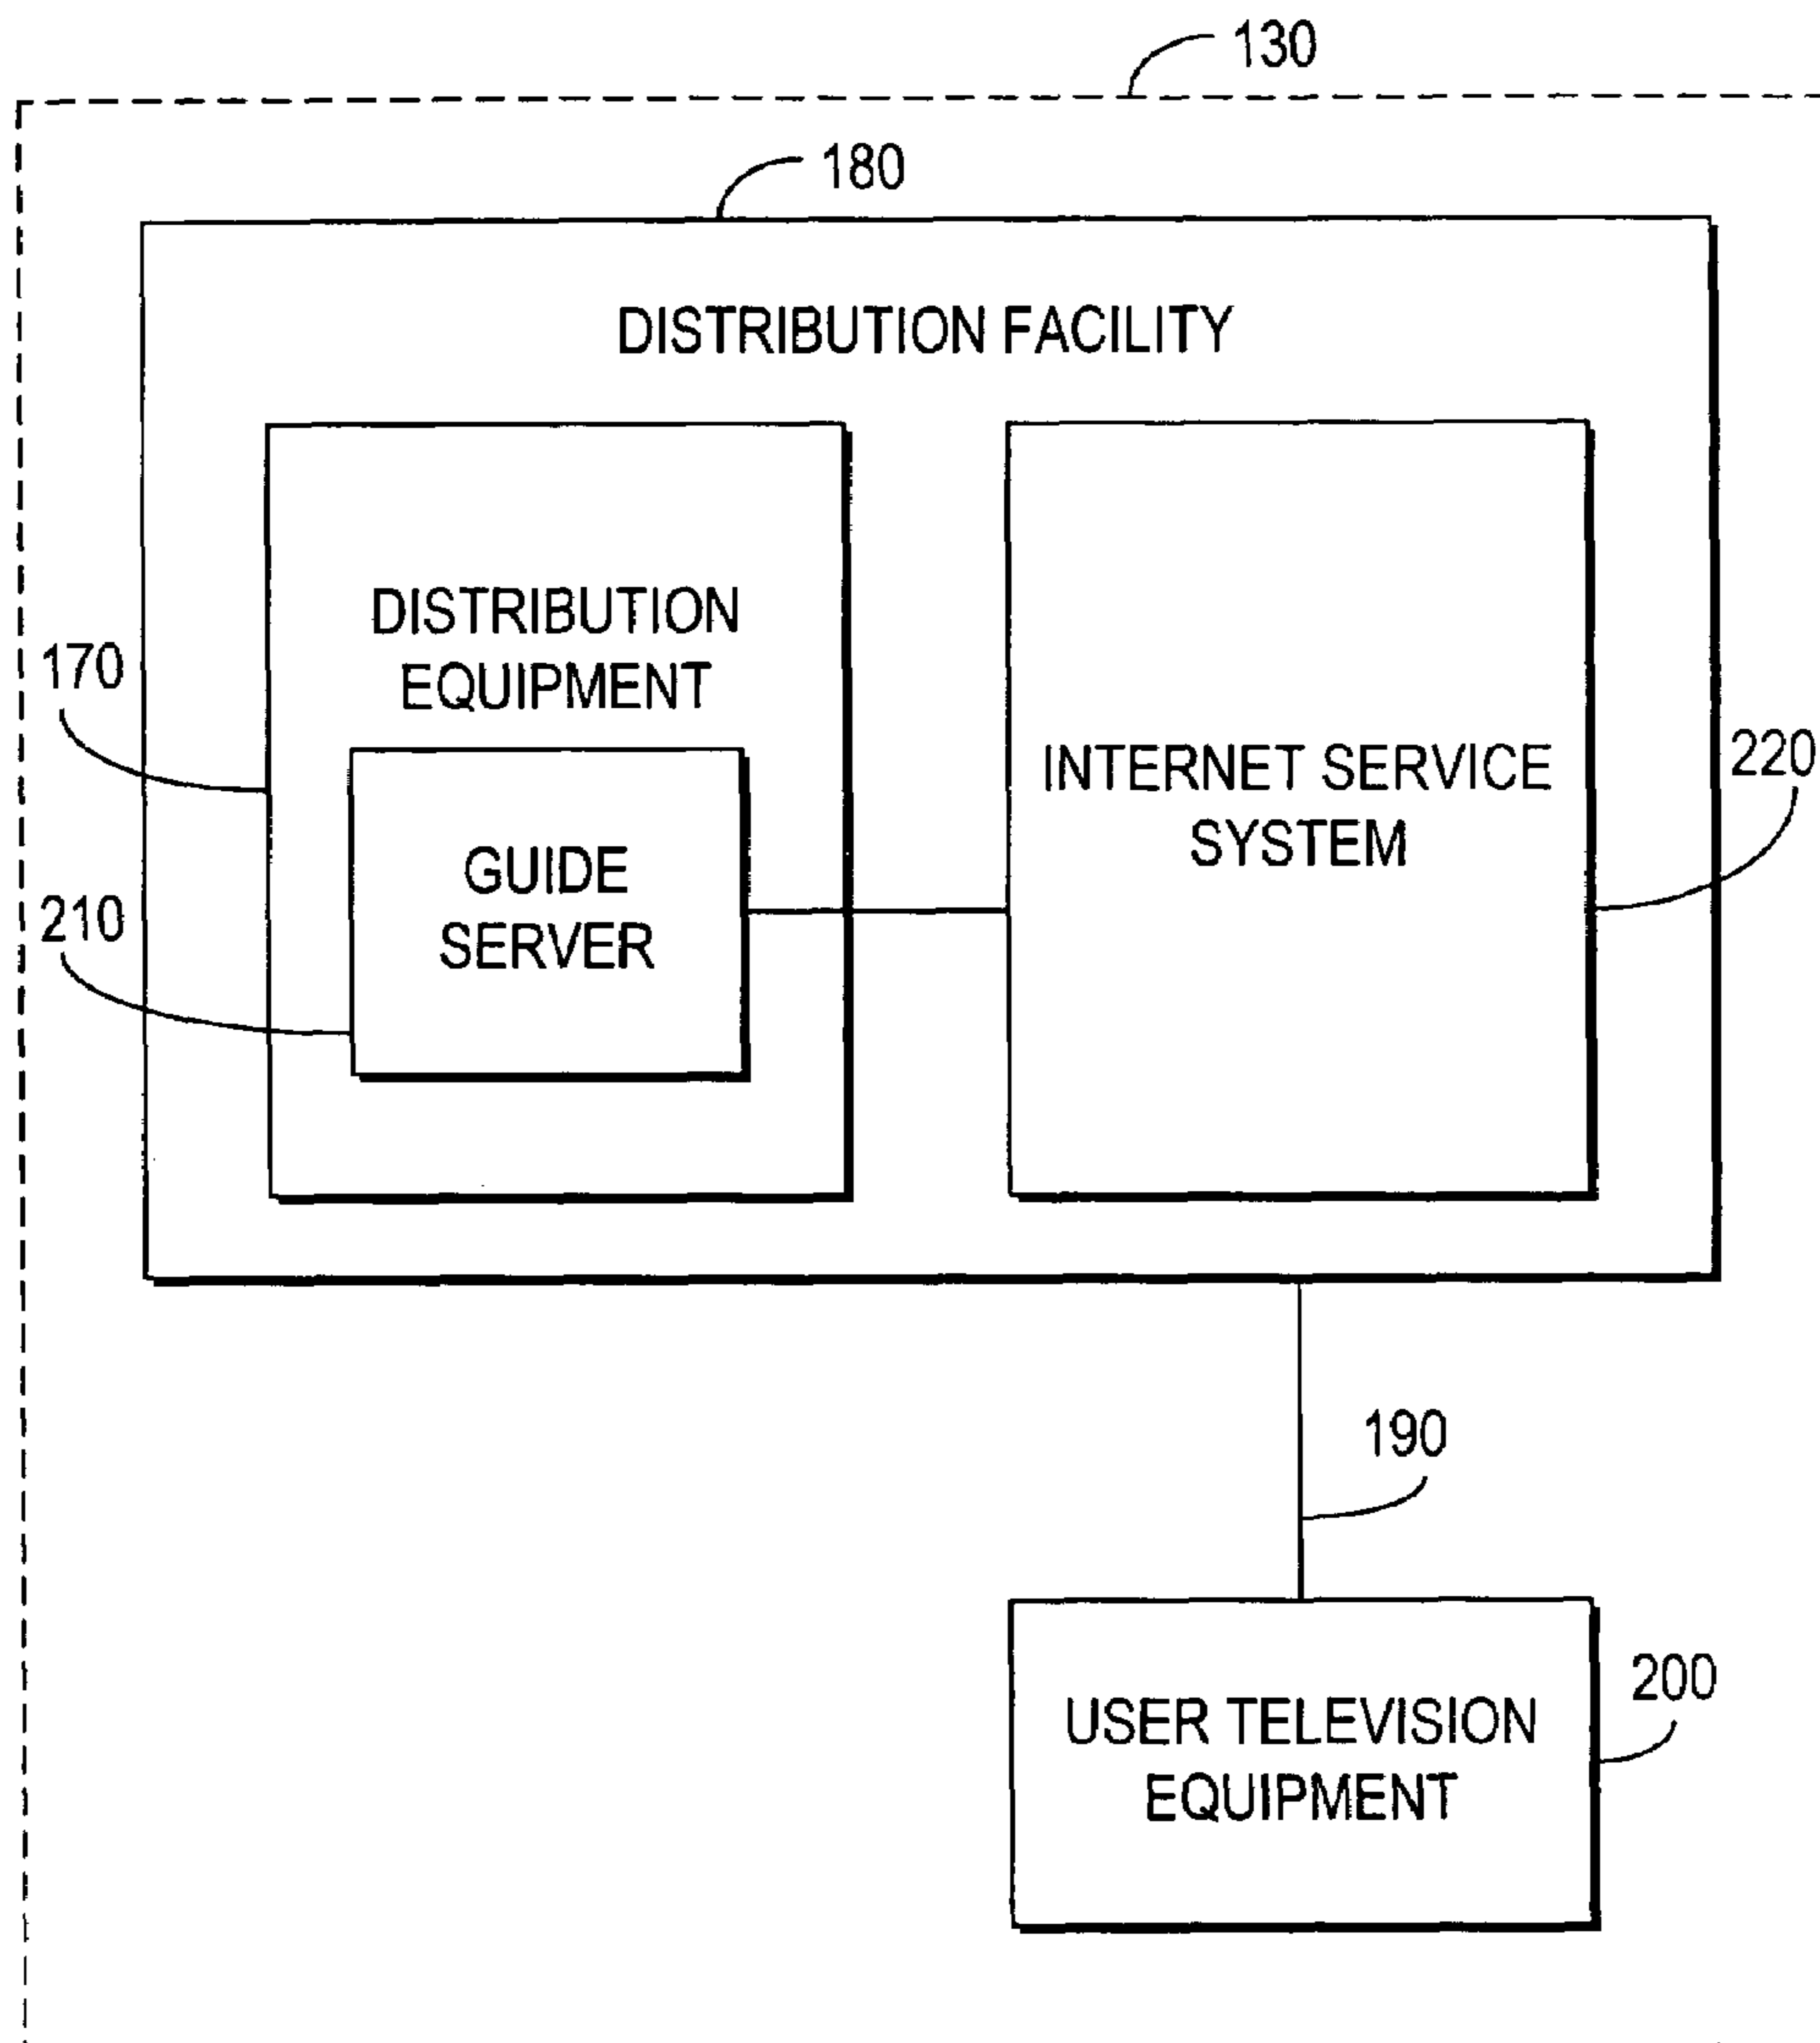 130
180
DISTRIBUTION FACILITY
DISTRIBUTION
EQUIPMENT
170
INTERNET SERVICE
SYSTEM
220
GUIDE
SERVER
210
190
USER TELEVISION
EQUIPMENT
200